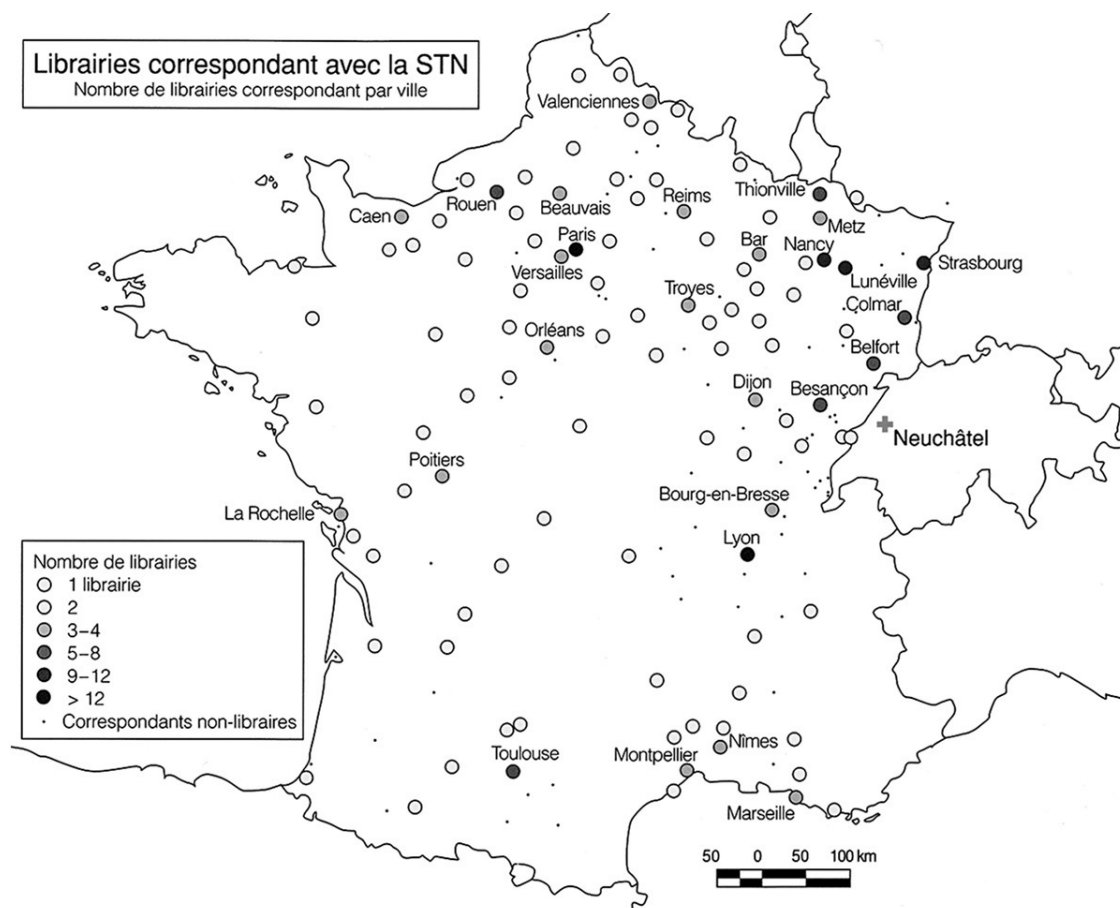 Librairies correspondant avec la STN
Nombre de librairies correspondant par ville
Valenciennes
Thionville
Rouen
Beauvais
Reims
Caen
Metz
Paris
Bar
Nancy
Versailles
Strasbourg
Lunéville
Troyes
Colmar
Orléans
Belfort
Dijon
Besançon
Neuchâtel
Poitiers
Bourg-en-Bresse
La Rochelle
Lyon
Nombre de librairies
1 librairie
2
3–4
5–8
9–12
> 12
Correspondants non-libraires
Toulouse
Montpellier
Nîmes
Marseille
50 0 50 100 km